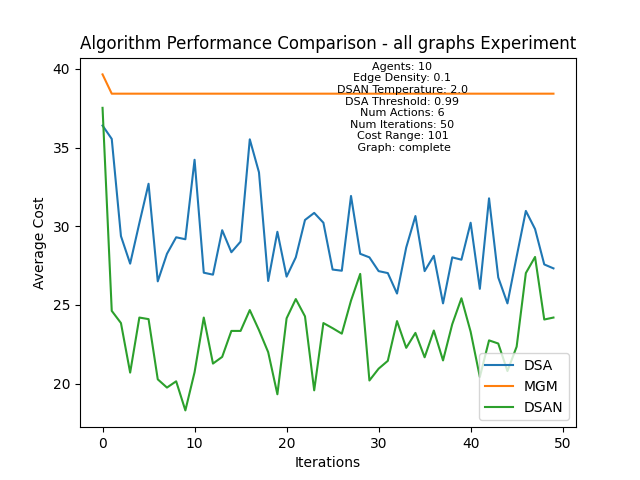 Algorithm Performance Comparison - all graphs Experiment
Agents: 10
Edge Density: 0.1
DSAN Temperature: 2.0
DSA Threshold: 0.99
Num Actions: 6
Num Iterations: 50
Cost Range: 101
Graph: complete
40
35
30
25
20
Average Cost
0 10 20 30 40 50
Iterations
DSA
MGM
DSAN